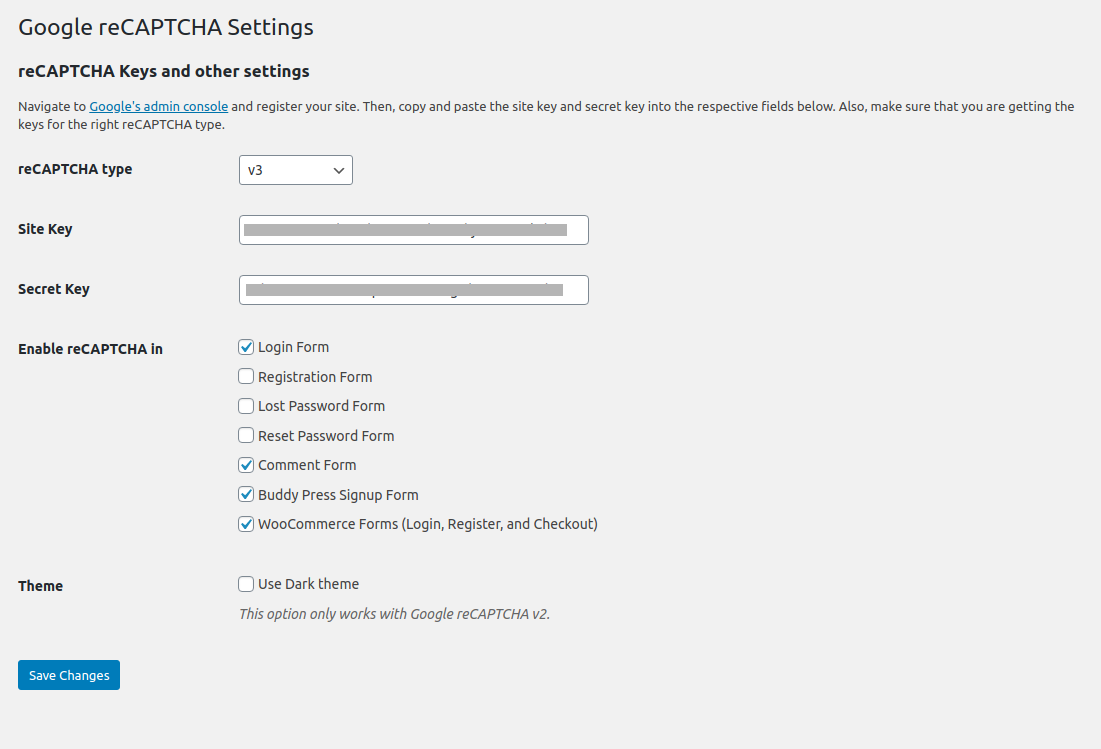 Google reCAPTCHA Settings
reCAPTCHA Keys and other settings
Navigate to Google's admin console and register your site. Then, copy and paste the site key and secret key into the respective fields below. Also, make sure that you are getting the
keys for the right reCAPTCHA type.
reCAPTCHA type
v3
Site Key
Secret Key
Enable reCAPTCHA in
Login Form
Registration Form
Lost Password Form
Reset Password Form
Comment Form
Buddy Press Signup Form
WooCommerce Forms (Login, Register, and Checkout)
Theme
Use Dark theme
This option only works with Google reCAPTCHA v2.
Save Changes